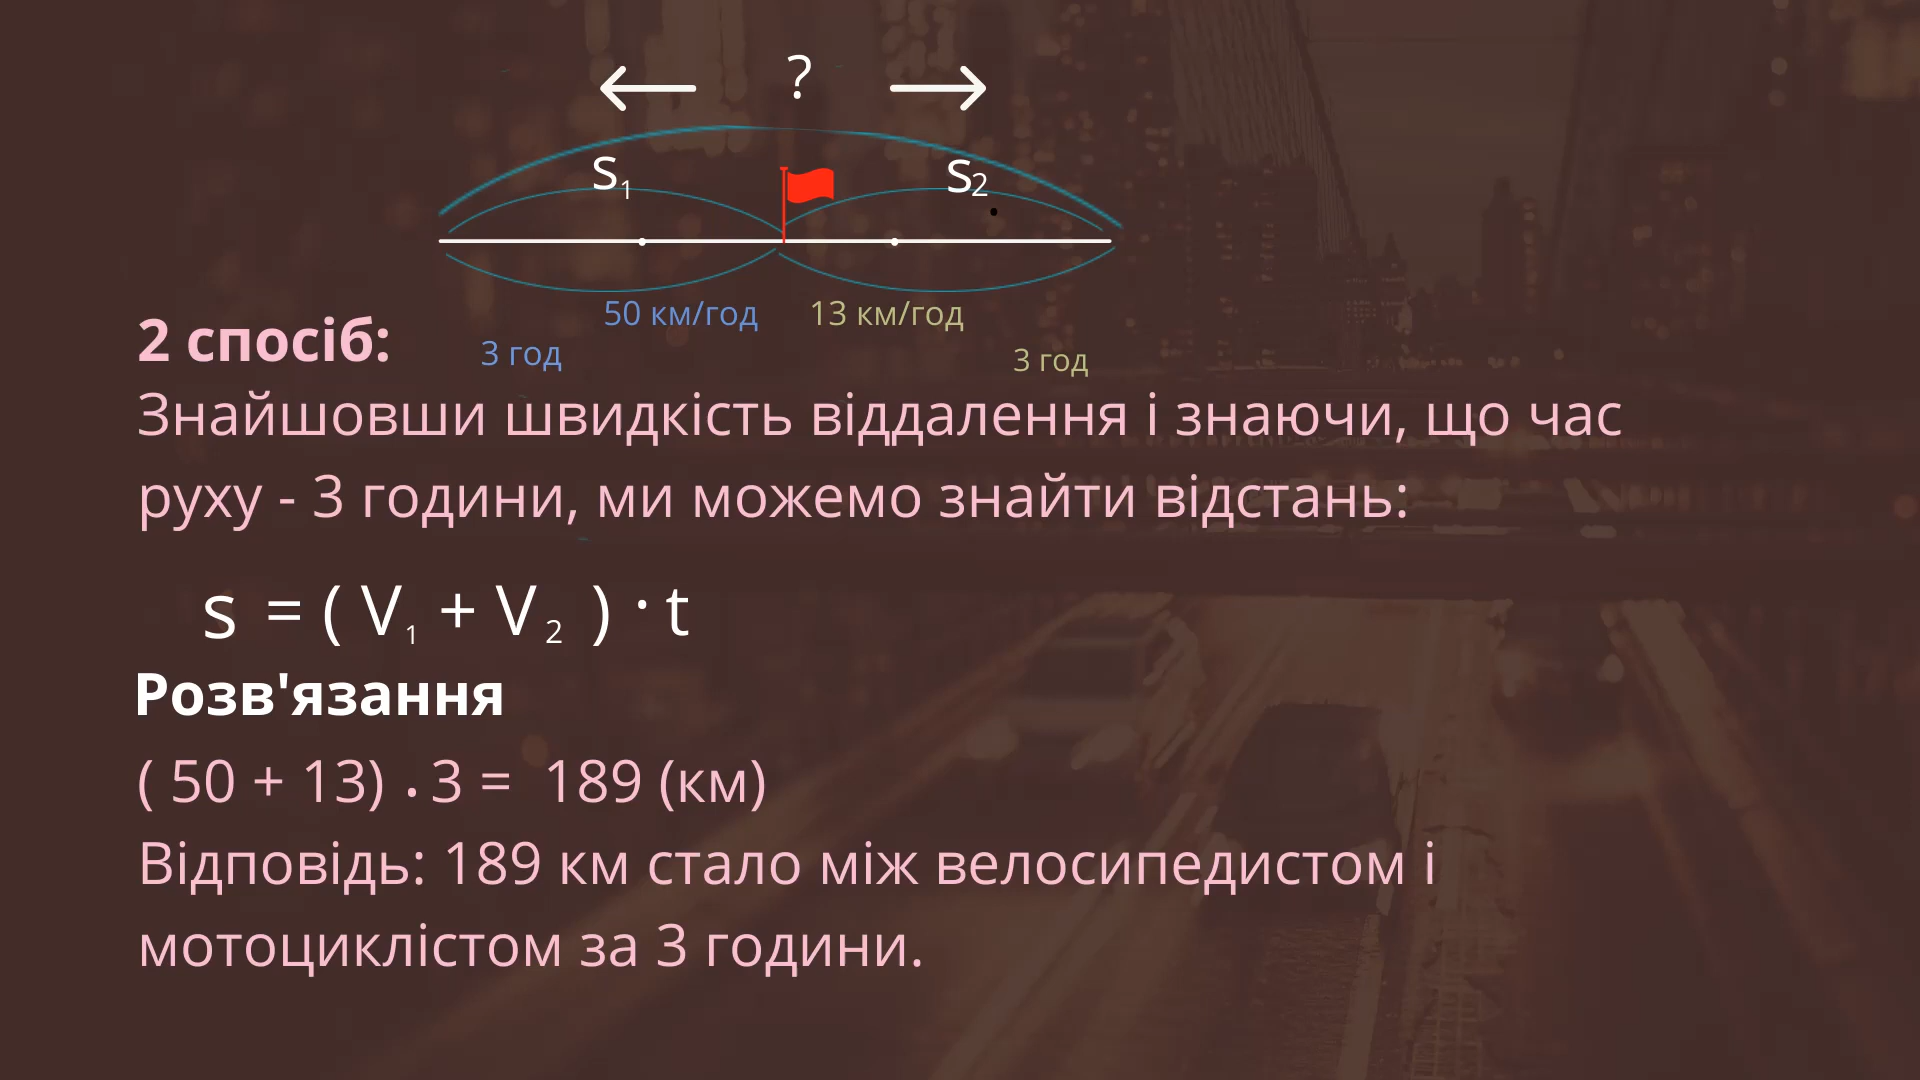 ?
s₁
s₂
50 км/год
13 км/год
3 год
3 год
2 спосіб:
Знайшовши швидкість віддалення і знаючи, що час
руху - 3 години, ми можемо знайти відстань:
s = ( V₁ + V₂ ) · t
Розв'язання
( 50 + 13) · 3 = 189 (км)
Відповідь: 189 км стало між велосипедистом і
мотоциклістом за 3 години.